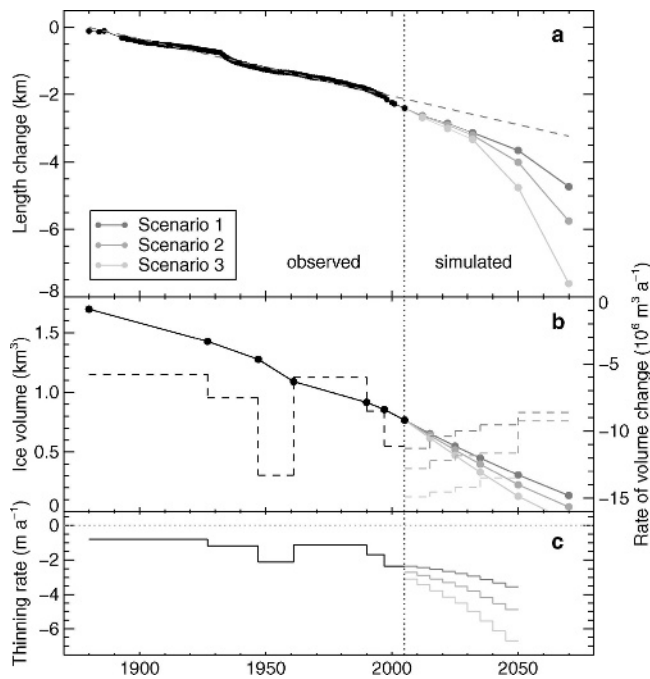 0
a
−2
−4
−6
−8
Length change (km)
Scenario 1
Scenario 2
Scenario 3
observed
simulated
b
1.5
1.0
0.5
0
Ice volume (km³)
0
−5
−10
−15
Rate of volume change (10⁶ m³ a⁻¹)
c
0
−2
−4
−6
Thinning rate (m a⁻¹)
1900
1950
2000
2050